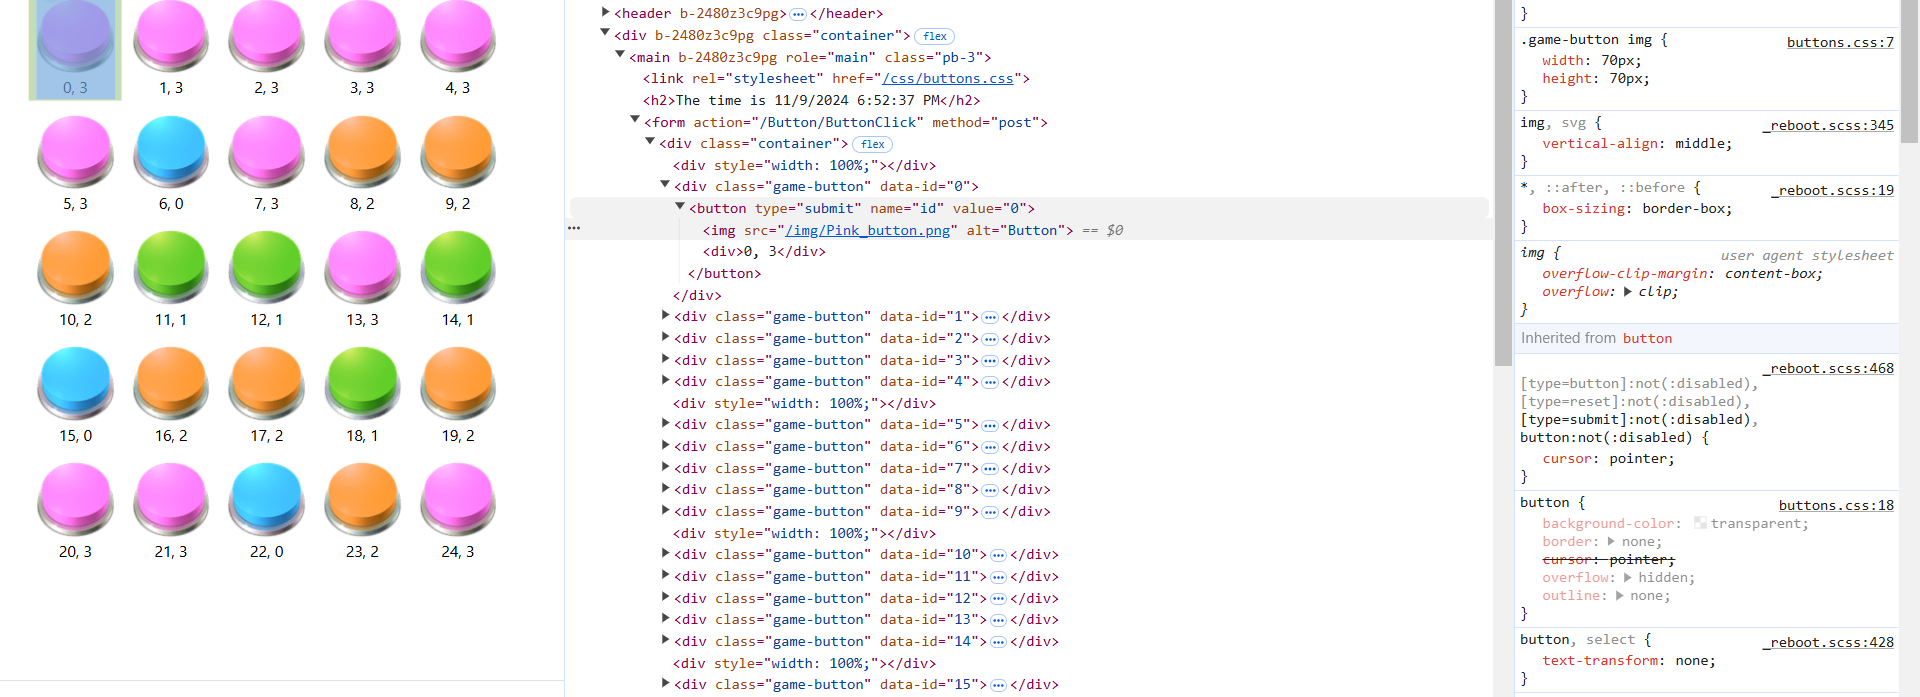 0, 3
1, 3
2, 3
3, 3
4, 3
5, 3
6, 0
7, 3
8, 2
9, 2
10, 2
11, 1
12, 1
13, 3
14, 1
15, 0
16, 2
17, 2
18, 1
19, 2
20, 3
21, 3
22, 0
23, 2
24, 3
<header b-2480z3c9pg> ••• </header>
<div b-2480z3c9pg class="container"> flex
<main b-2480z3c9pg role="main" class="pb-3">
<link rel="stylesheet" href="/css/buttons.css">
<h2>The time is 11/9/2024 6:52:37 PM</h2>
<form action="/Button/ButtonClick" method="post">
<div class="container"> flex
<div style="width: 100%;"></div>
<div class="game-button" data-id="0">
<button type="submit" name="id" value="0">
••• <img src="/img/Pink_button.png" alt="Button"> == $0
<div>0, 3</div>
</button>
</div>
<div class="game-button" data-id="1"> ••• </div>
<div class="game-button" data-id="2"> ••• </div>
<div class="game-button" data-id="3"> ••• </div>
<div class="game-button" data-id="4"> ••• </div>
<div style="width: 100%;"></div>
<div class="game-button" data-id="5"> ••• </div>
<div class="game-button" data-id="6"> ••• </div>
<div class="game-button" data-id="7"> ••• </div>
<div class="game-button" data-id="8"> ••• </div>
<div class="game-button" data-id="9"> ••• </div>
<div style="width: 100%;"></div>
<div class="game-button" data-id="10"> ••• </div>
<div class="game-button" data-id="11"> ••• </div>
<div class="game-button" data-id="12"> ••• </div>
<div class="game-button" data-id="13"> ••• </div>
<div class="game-button" data-id="14"> ••• </div>
<div style="width: 100%;"></div>
<div class="game-button" data-id="15"> ••• </div>
}
.game-button img { buttons.css:7
width: 70px;
height: 70px;
}
img, svg { _reboot.scss:345
vertical-align: middle;
}
*, ::after, ::before { _reboot.scss:19
box-sizing: border-box;
}
img { user agent stylesheet
overflow-clip-margin: content-box;
overflow: clip;
}
Inherited from button
_reboot.scss:468
[type=button]:not(:disabled),
[type=reset]:not(:disabled),
[type=submit]:not(:disabled),
button:not(:disabled) {
cursor: pointer;
}
button { buttons.css:18
background-color: transparent;
border: none;
cursor: pointer;
overflow: hidden;
outline: none;
}
button, select { _reboot.scss:428
text-transform: none;
}